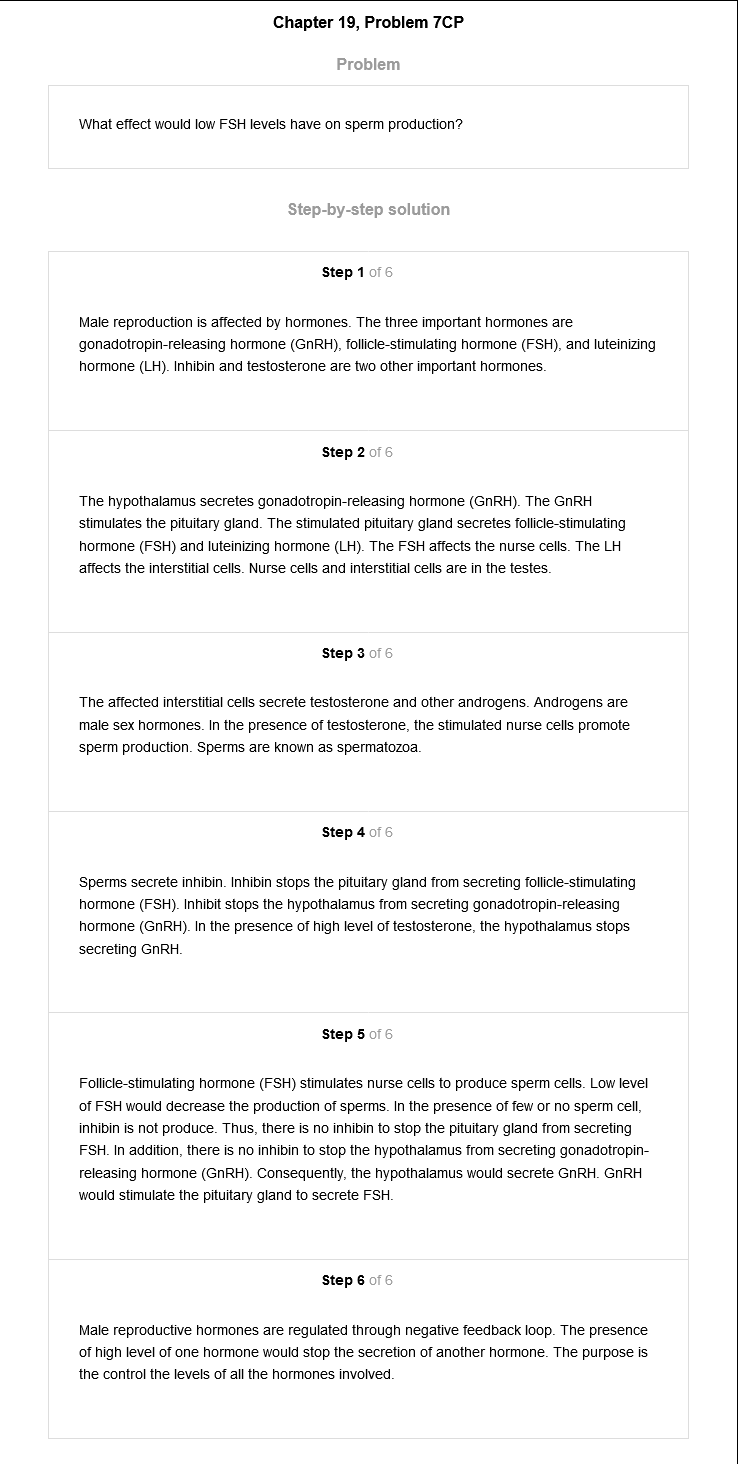 Chapter 19, Problem 7CP
Problem
What effect would low FSH levels have on sperm production?
Step-by-step solution
Step 1 of 6
Male reproduction is affected by hormones. The three important hormones are
gonadotropin-releasing hormone (GnRH), follicle-stimulating hormone (FSH), and luteinizing
hormone (LH). Inhibin and testosterone are two other important hormones.
Step 2 of 6
The hypothalamus secretes gonadotropin-releasing hormone (GnRH). The GnRH
stimulates the pituitary gland. The stimulated pituitary gland secretes follicle-stimulating
hormone (FSH) and luteinizing hormone (LH). The FSH affects the nurse cells. The LH
affects the interstitial cells. Nurse cells and interstitial cells are in the testes.
Step 3 of 6
The affected interstitial cells secrete testosterone and other androgens. Androgens are
male sex hormones. In the presence of testosterone, the stimulated nurse cells promote
sperm production. Sperms are known as spermatozoa.
Step 4 of 6
Sperms secrete inhibin. Inhibin stops the pituitary gland from secreting follicle-stimulating
hormone (FSH). Inhibit stops the hypothalamus from secreting gonadotropin-releasing
hormone (GnRH). In the presence of high level of testosterone, the hypothalamus stops
secreting GnRH.
Step 5 of 6
Follicle-stimulating hormone (FSH) stimulates nurse cells to produce sperm cells. Low level
of FSH would decrease the production of sperms. In the presence of few or no sperm cell,
inhibin is not produce. Thus, there is no inhibin to stop the pituitary gland from secreting
FSH. In addition, there is no inhibin to stop the hypothalamus from secreting gonadotropin-
releasing hormone (GnRH). Consequently, the hypothalamus would secrete GnRH. GnRH
would stimulate the pituitary gland to secrete FSH.
Step 6 of 6
Male reproductive hormones are regulated through negative feedback loop. The presence
of high level of one hormone would stop the secretion of another hormone. The purpose is
the control the levels of all the hormones involved.